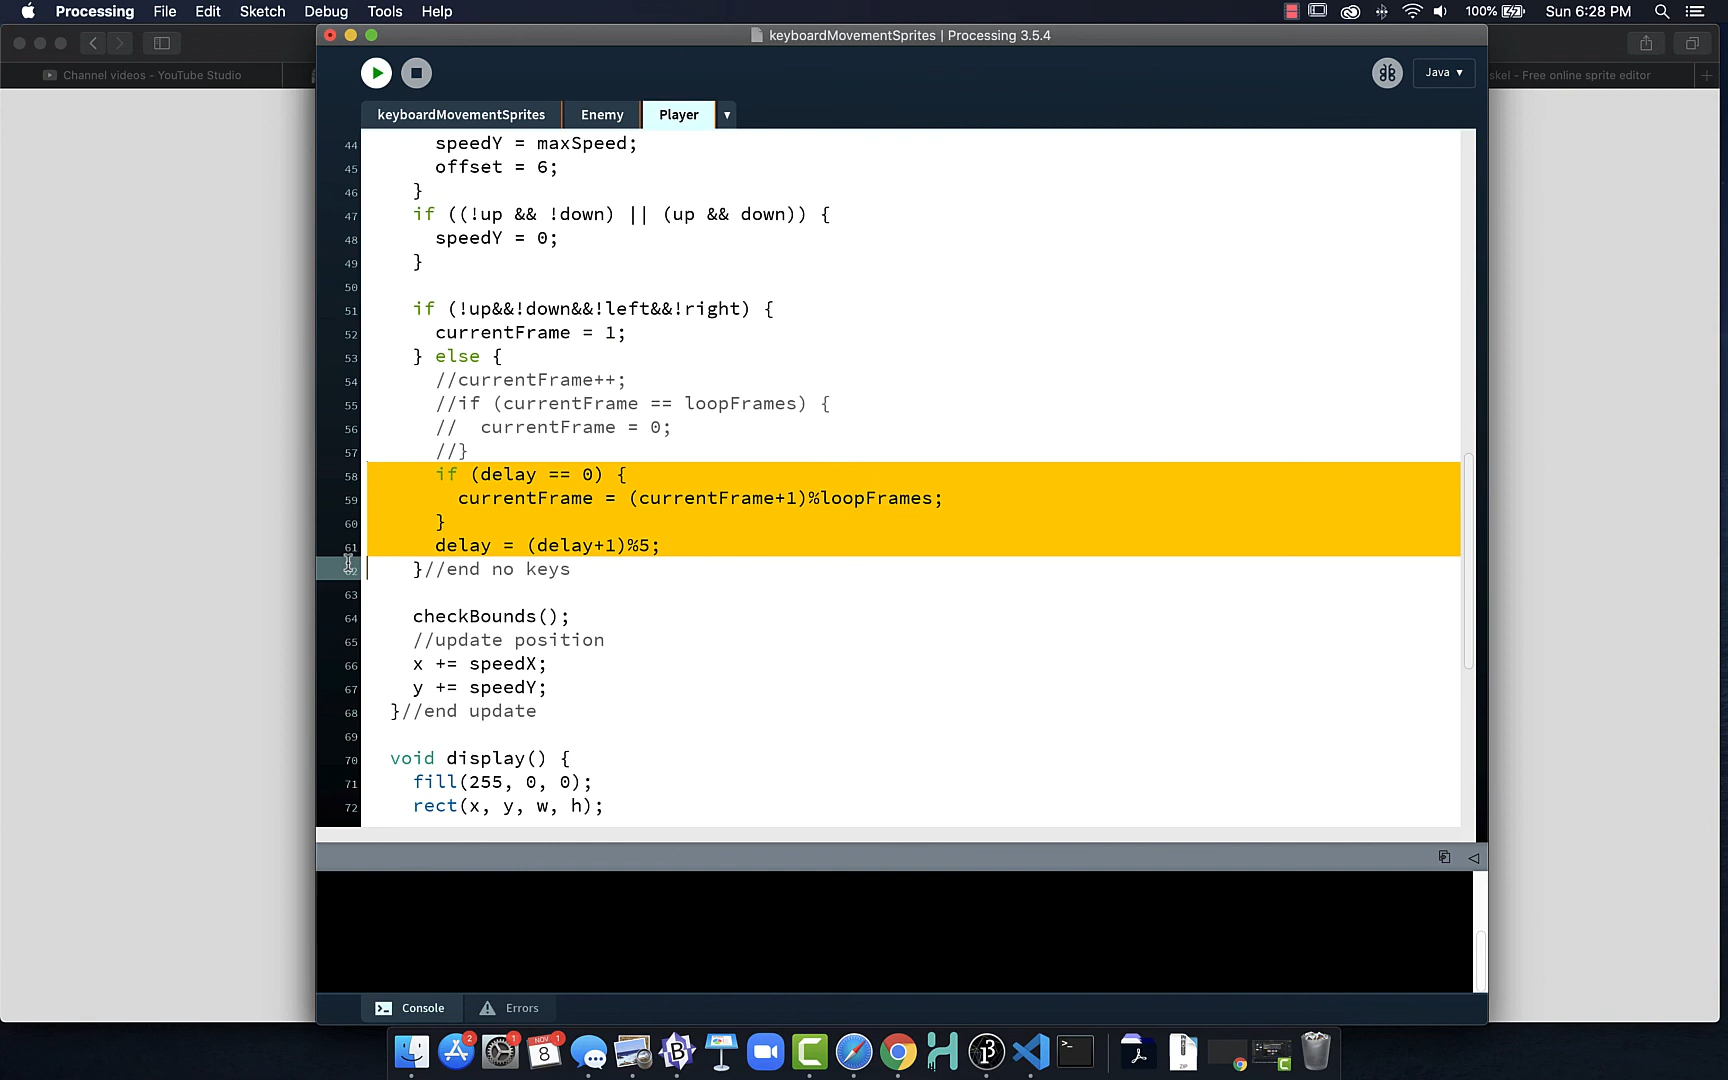 Processing File Edit Sketch Debug Tools Help 100% Sun 6:28 PM
keyboardMovementSprites | Processing 3.5.4
Channel videos - YouTube Studio
skel - Free online sprite editor
Java ▾
keyboardMovementSprites Enemy Player ▾
44 speedY = maxSpeed;
45 offset = 6;
46 }
47 if ((!up && !down) || (up && down)) {
48 speedY = 0;
49 }
50
51 if (!up&&!down&&!left&&!right) {
52 currentFrame = 1;
53 } else {
54 //currentFrame++;
55 //if (currentFrame == loopFrames) {
56 // currentFrame = 0;
57 //}
58 if (delay == 0) {
59 currentFrame = (currentFrame+1)%loopFrames;
60 }
61 delay = (delay+1)%5;
62 }//end no keys
63
64 checkBounds();
65 //update position
66 x += speedX;
67 y += speedY;
68 }//end update
69
70 void display() {
71 fill(255, 0, 0);
72 rect(x, y, w, h);
Console Errors
2 1 NOV 8 1
ZIP